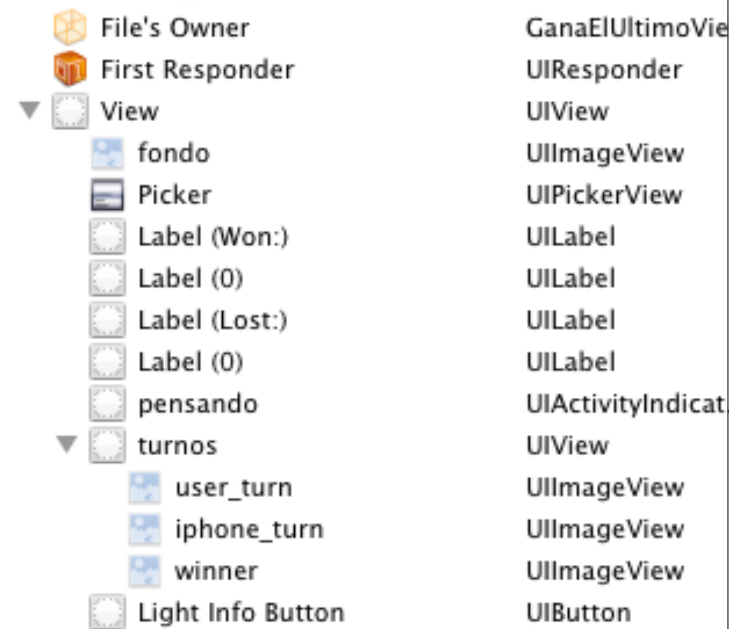 File's Owner GanaElUltimoVie
First Responder UIResponder
View UIView
fondo UIImageView
Picker UIPickerView
Label (Won:) UILabel
Label (0) UILabel
Label (Lost:) UILabel
Label (0) UILabel
pensando UIActivityIndicat.
turnos UIView
user_turn UIImageView
iphone_turn UIImageView
winner UIImageView
Light Info Button UIButton